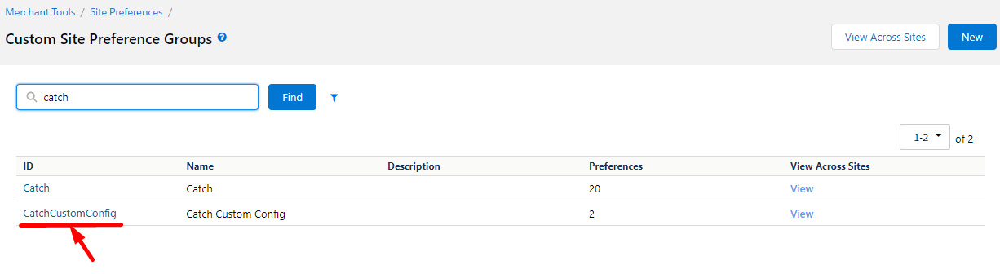 Merchant Tools / Site Preferences /
Custom Site Preference Groups ?
View Across Sites New
catch Find
1-2 of 2
ID Name Description Preferences View Across Sites
Catch Catch 20 View
CatchCustomConfig Catch Custom Config 2 View